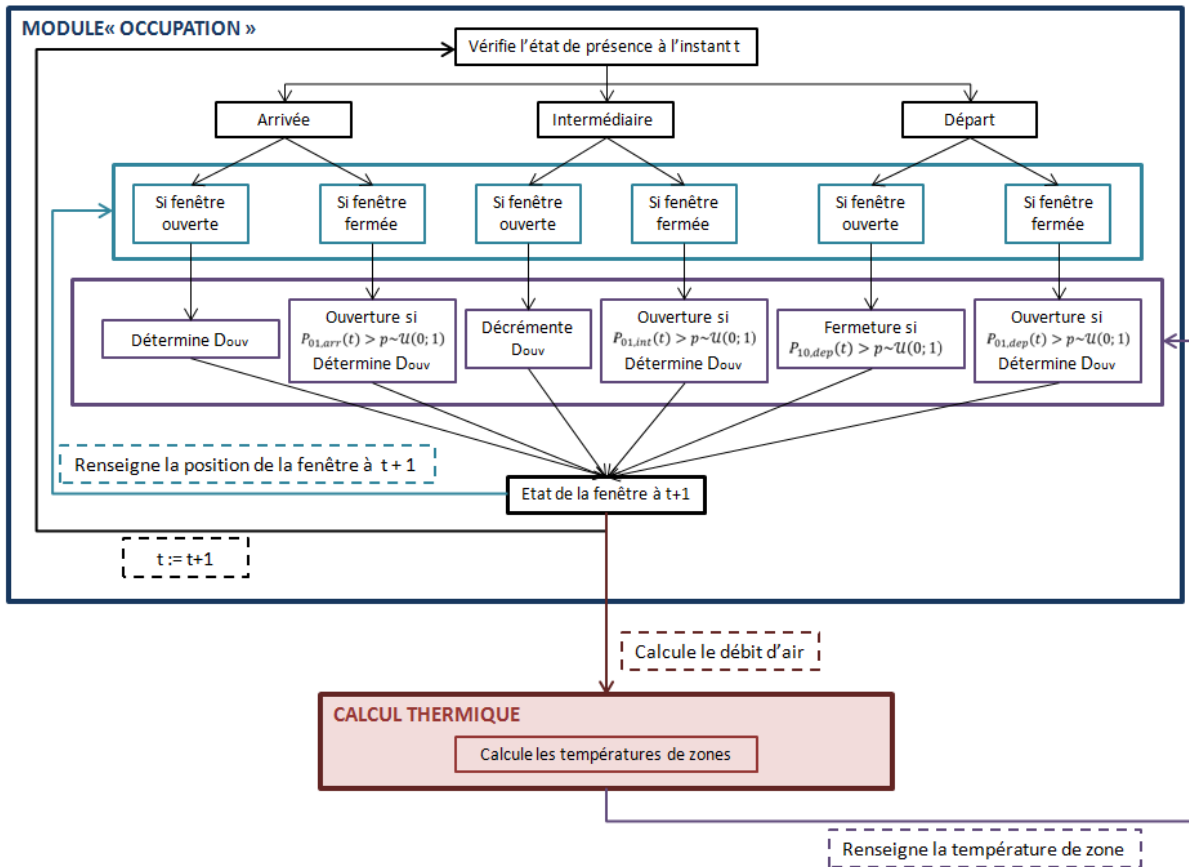 MODULE« OCCUPATION »
Vérifie l'état de présence à l'instant t
Arrivée
Intermédiaire
Départ
Si fenêtre
ouverte
Si fenêtre
fermée
Si fenêtre
ouverte
Si fenêtre
fermée
Si fenêtre
ouverte
Si fenêtre
fermée
Détermine Douv
Ouverture si
P01,arr(t) > p~U(0; 1)
Détermine Douv
Décrémente
Douv
Ouverture si
P01,int(t) > p~U(0; 1)
Détermine Douv
Fermeture si
P10,dep(t) > p~U(0; 1)
Ouverture si
P01,dep(t) > p~U(0; 1)
Détermine Douv
Renseigne la position de la fenêtre à t + 1
Etat de la fenêtre à t+1
t := t+1
Calcule le débit d'air
CALCUL THERMIQUE
Calcule les températures de zones
Renseigne la température de zone